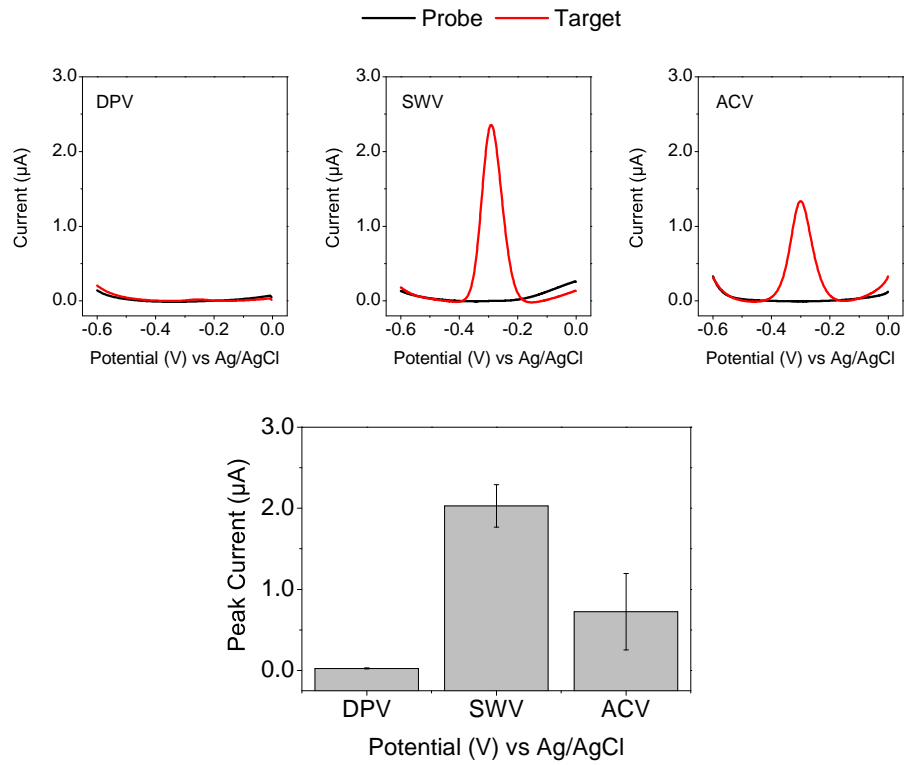 Probe Target
3.0
2.0
1.0
0.0
-0.6 -0.4 -0.2 0.0
DPV
Current (µA)
Potential (V) vs Ag/AgCl
3.0
2.0
1.0
0.0
-0.6 -0.4 -0.2 0.0
SWV
Current (µA)
Potential (V) vs Ag/AgCl
3.0
2.0
1.0
0.0
-0.6 -0.4 -0.2 0.0
ACV
Current (µA)
Potential (V) vs Ag/AgCl
3.0
2.0
1.0
0.0
Peak Current (µA)
DPV SWV ACV
Potential (V) vs Ag/AgCl